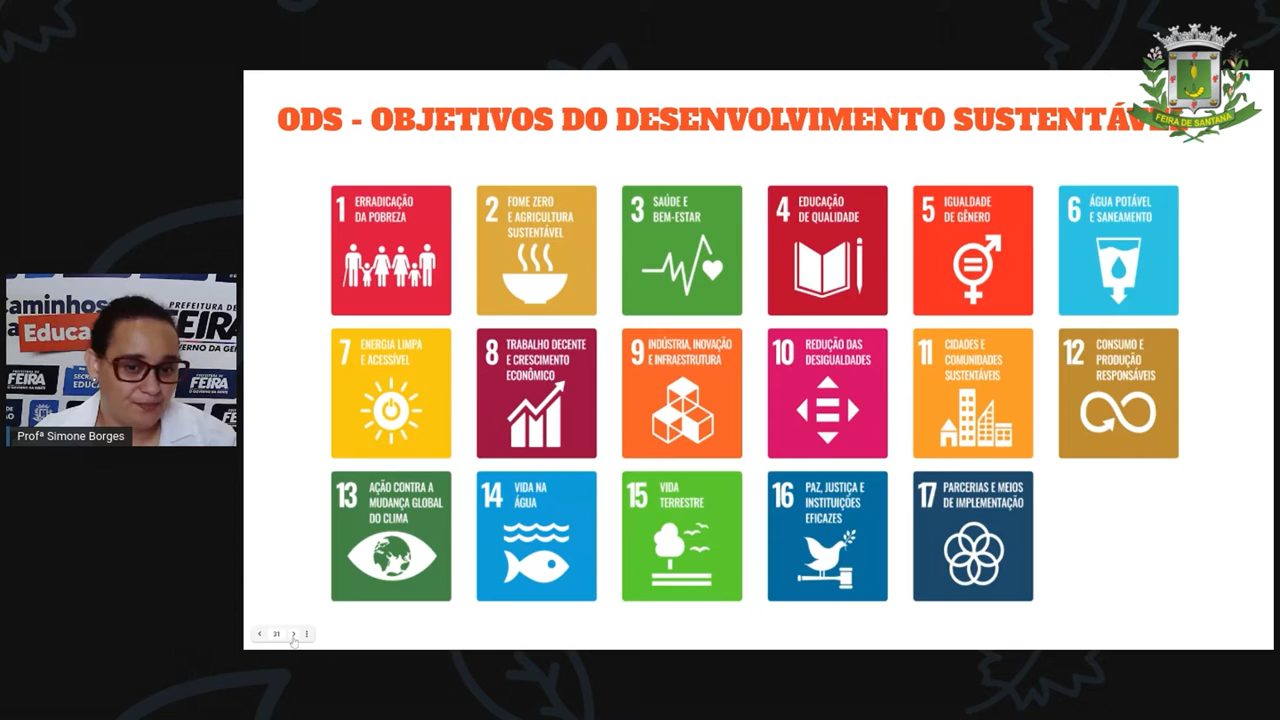 ODS - OBJETIVOS DO DESENVOLVIMENTO
FEIRA DE SANTANA
1 ERRADICAÇÃO
DA POBREZA
2 FOME ZERO
E AGRICULTURA
SUSTENTÁVEL
3 SAÚDE E
BEM-ESTAR
4 EDUCAÇÃO
DE QUALIDADE
5 IGUALDADE
DE GÊNERO
6 ÁGUA POTÁVEL
E SANEAMENTO
7 ENERGIA LIMPA
E ACESSÍVEL
8 TRABALHO DECENTE
E CRESCIMENTO
ECONÔMICO
9 INDÚSTRIA, INOVAÇÃO
E INFRAESTRUTURA
10 REDUÇÃO DAS
DESIGUALDADES
11 CIDADES E
COMUNIDADES
SUSTENTÁVEIS
12 CONSUMO E
PRODUÇÃO
RESPONSÁVEIS
13 AÇÃO CONTRA A
MUDANÇA GLOBAL
DO CLIMA
14 VIDA NA
ÁGUA
15 VIDA
TERRESTRE
16 PAZ, JUSTIÇA E
INSTITUIÇÕES
EFICAZES
17 PARCERIAS E MEIOS
DE IMPLEMENTAÇÃO
31
PREFEITURA DE
FEIRA
FEIRA
FEIRA
Profª Simone Borges